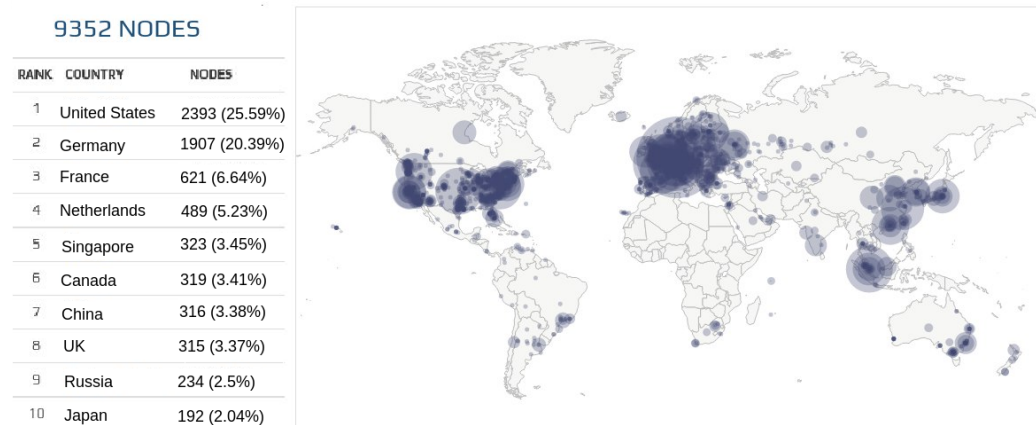 9352 NODES
RANK COUNTRY NODES
1 United States 2393 (25.59%)
2 Germany 1907 (20.39%)
3 France 621 (6.64%)
4 Netherlands 489 (5.23%)
5 Singapore 323 (3.45%)
6 Canada 319 (3.41%)
7 China 316 (3.38%)
8 UK 315 (3.37%)
9 Russia 234 (2.5%)
10 Japan 192 (2.04%)